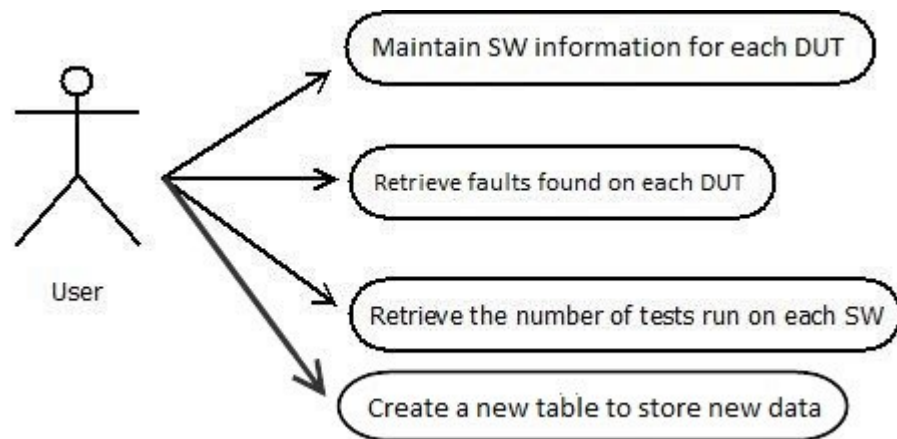 Maintain SW information for each DUT
Retrieve faults found on each DUT
User
Retrieve the number of tests run on each SW
Create a new table to store new data